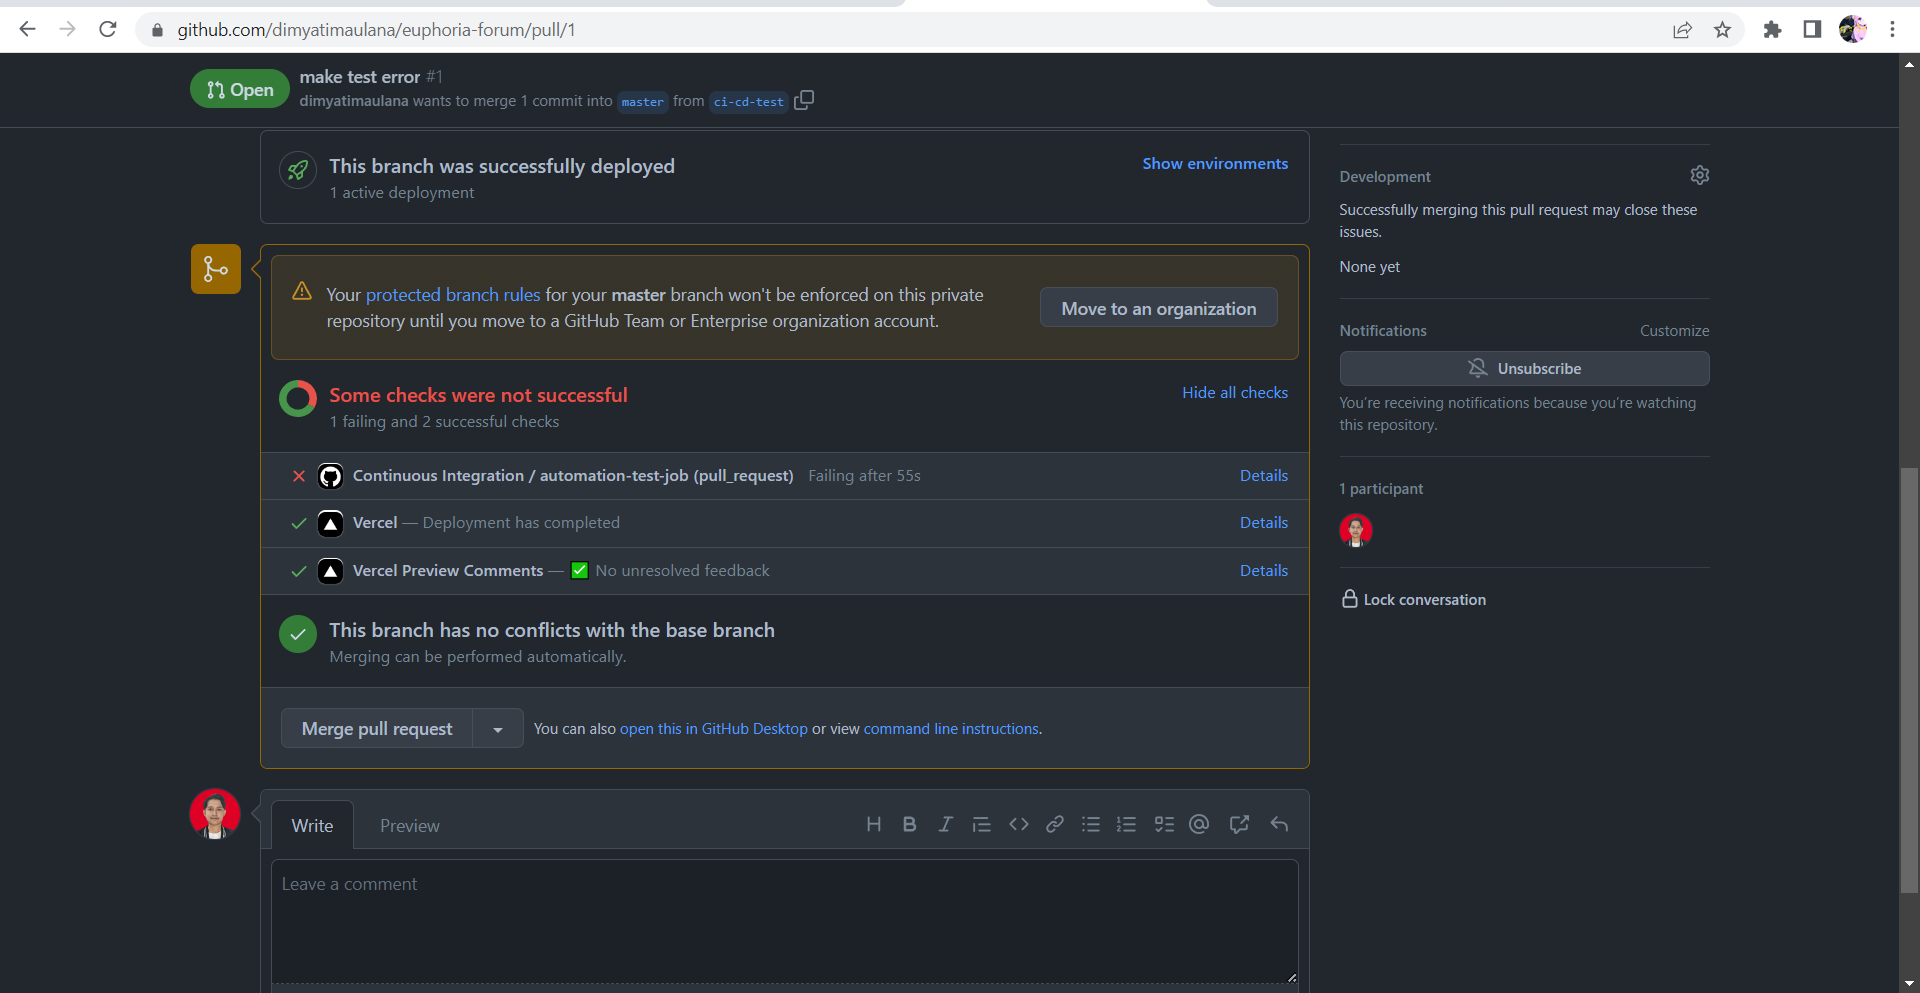 github.com/dimyatimaulana/euphoria-forum/pull/1
Open
make test error #1
dimyatimaulana wants to merge 1 commit into master from ci-cd-test
This branch was successfully deployed
1 active deployment
Show environments
Your protected branch rules for your master branch won't be enforced on this private
repository until you move to a GitHub Team or Enterprise organization account.
Move to an organization
Some checks were not successful
1 failing and 2 successful checks
Hide all checks
Continuous Integration / automation-test-job (pull_request) Failing after 55s
Details
Vercel — Deployment has completed
Details
Vercel Preview Comments — ✅ No unresolved feedback
Details
This branch has no conflicts with the base branch
Merging can be performed automatically.
Merge pull request
You can also open this in GitHub Desktop or view command line instructions.
Write
Preview
Leave a comment
Development
Successfully merging this pull request may close these
issues.
None yet
Notifications
Customize
Unsubscribe
You're receiving notifications because you're watching
this repository.
1 participant
Lock conversation